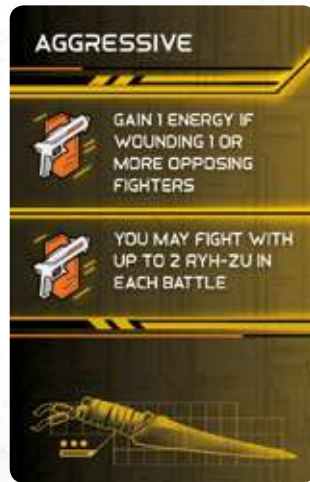 AGGRESSIVE
GAIN 1 ENERGY IF
WOUNDING 1 OR
MORE OPPOSING
FIGHTERS
YOU MAY FIGHT WITH
UP TO 2 RYH-ZU IN
EACH BATTLE